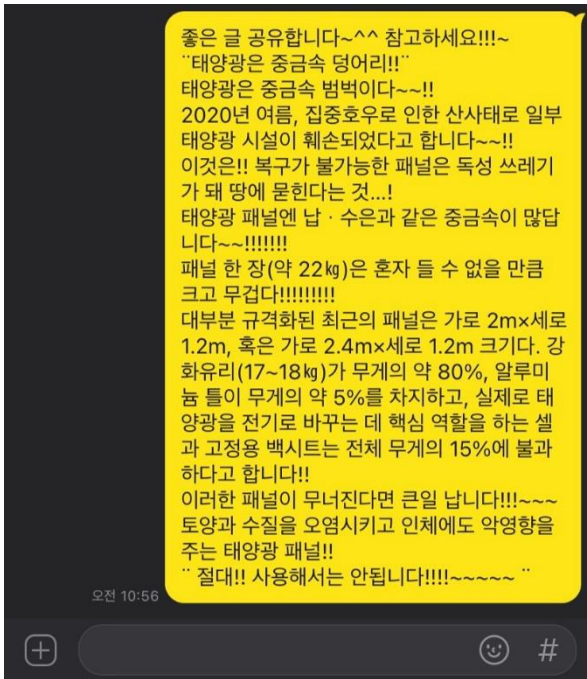 좋은 글 공유합니다~^^ 참고하세요!!!~
¨태양광은 중금속 덩어리!!¨
태양광은 중금속 범벅이다~~!!
2020년 여름, 집중호우로 인한 산사태로 일부
태양광 시설이 훼손되었다고 합니다~~!!
이것은!! 복구가 불가능한 패널은 독성 쓰레기
가 돼 땅에 묻힌다는 것...!
태양광 패널엔 납ㆍ수은과 같은 중금속이 많답
니다~~!!!!!!!
패널 한 장(약 22㎏)은 혼자 들 수 없을 만큼
크고 무겁다!!!!!!!!!
대부분 규격화된 최근의 패널은 가로 2m×세로
1.2m, 혹은 가로 2.4m×세로 1.2m 크기다. 강
화유리(17~18㎏)가 무게의 약 80%, 알루미
늄 틀이 무게의 약 5%를 차지하고, 실제로 태
양광을 전기로 바꾸는 데 핵심 역할을 하는 셀
과 고정용 백시트는 전체 무게의 15%에 불과
하다고 합니다!!
이러한 패널이 무너진다면 큰일 납니다!!!~~~
토양과 수질을 오염시키고 인체에도 악영향을
주는 태양광 패널!!
¨ 절대!! 사용해서는 안됩니다!!!!~~~~~ ¨
오전 10:56
#